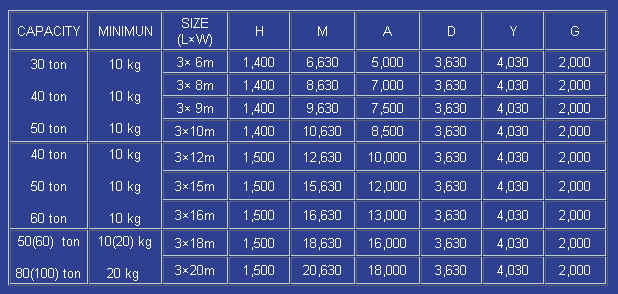 CAPACITY MINIMUN SIZE (L×W) H M A D Y G
30 ton 10 kg 3× 6m 1,400 6,630 5,000 3,630 4,030 2,000
40 ton 10 kg 3× 8m 1,400 8,630 7,000 3,630 4,030 2,000
3× 9m 1,400 9,630 7,500 3,630 4,030 2,000
50 ton 10 kg 3×10m 1,400 10,630 8,500 3,630 4,030 2,000
40 ton 10 kg 3×12m 1,500 12,630 10,000 3,630 4,030 2,000
50 ton 10 kg 3×15m 1,500 15,630 12,000 3,630 4,030 2,000
60 ton 10 kg 3×16m 1,500 16,630 13,000 3,630 4,030 2,000
50(60) ton 10(20) kg 3×18m 1,500 18,630 16,000 3,630 4,030 2,000
80(100) ton 20 kg 3×20m 1,500 20,630 18,000 3,630 4,030 2,000